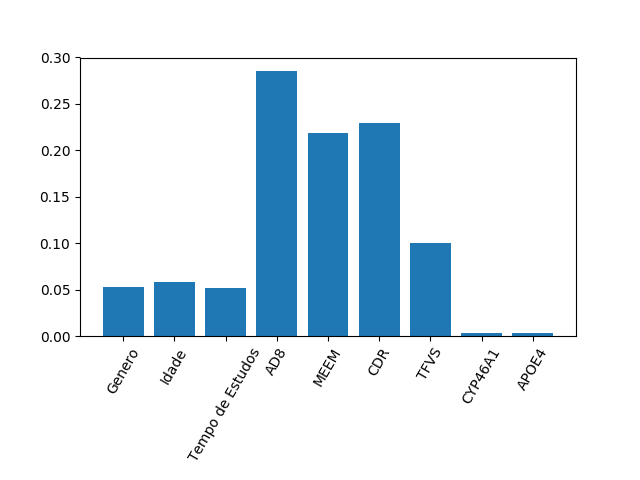 0.30
0.25
0.20
0.15
0.10
0.05
0.00
Genero
Idade
Tempo de Estudos
AD8
MEEM
CDR
TFVS
CYP46A1
APOE4